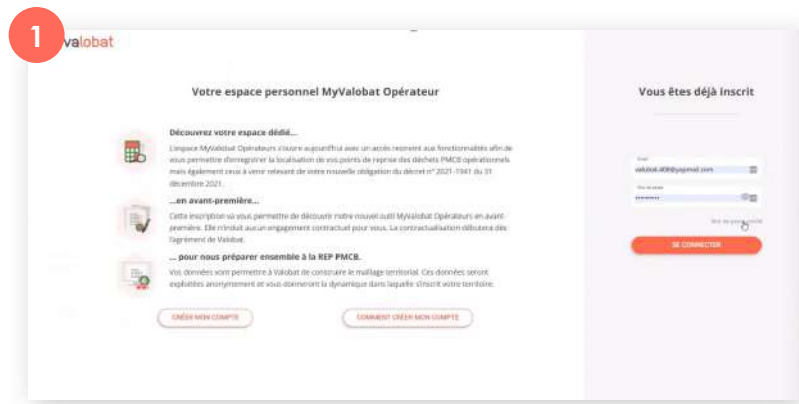 1
valobat
Votre espace personnel MyValobat Opérateur
Vous êtes déjà inscrit
Découvrez votre espace dédié...
L'espace MyValobat Opérateurs s'ouvre aujourd'hui avec un accès restreint aux fonctionnalités afin de
vous permettre d'enregistrer la localisation de vos points de reprise des déchets PMCB opérationnels
mais également ceux à venir relevant de votre nouvelle obligation du décret n° 2021-1941 du 31
décembre 2021.
...en avant-première...
Cette inscription va vous permettre de découvrir notre nouvel outil MyValobat Opérateurs en avant-
première. Elle n'induit aucun engagement contractuel pour vous. La contractualisation débutera dès
l'agrément de Valobat.
... pour nous préparer ensemble à la REP PMCB.
Vos données vont permettre à Valobat de construire le maillage territorial. Ces données seront
exploitées anonymement et vous donneront la dynamique dans laquelle s'inscrit votre territoire.
CRÉER MON COMPTE
COMMENT CRÉER MON COMPTE
Email
Mot de passe
SE CONNECTER